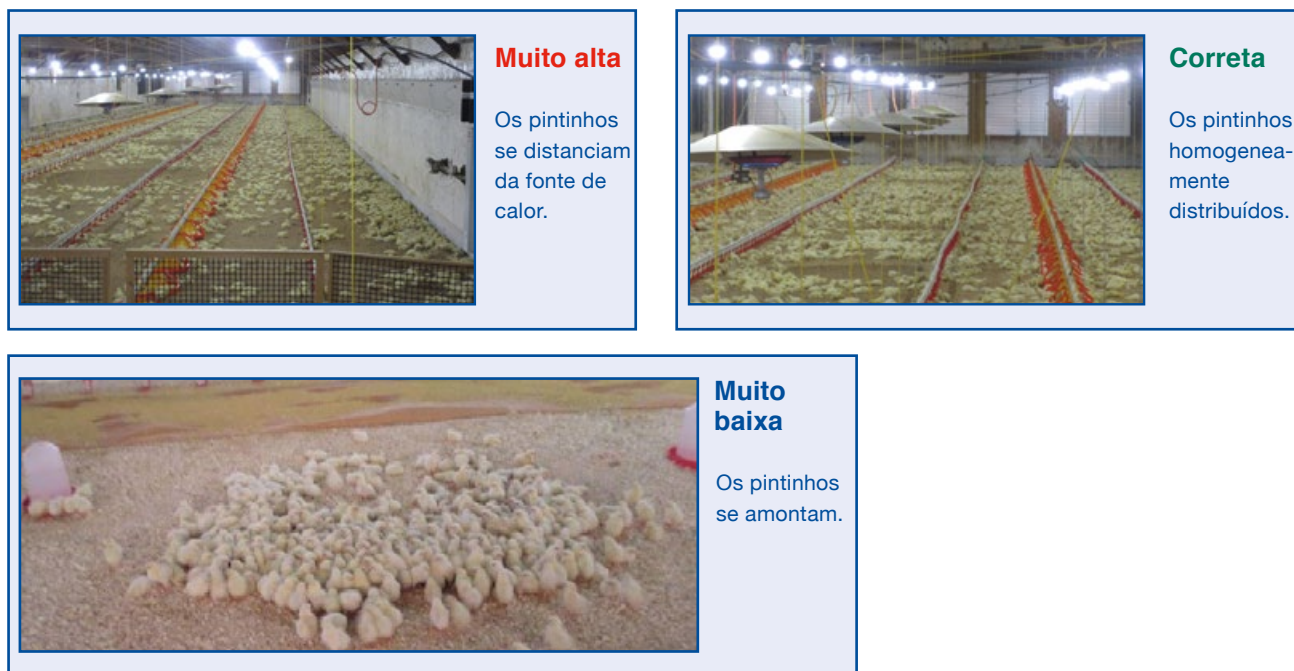 Muito alta
Os pintinhos
se distanciam
da fonte de
calor.
Correta
Os pintinhos
homogenea-
mente
distribuídos.
Muito
baixa
Os pintinhos
se amontam.